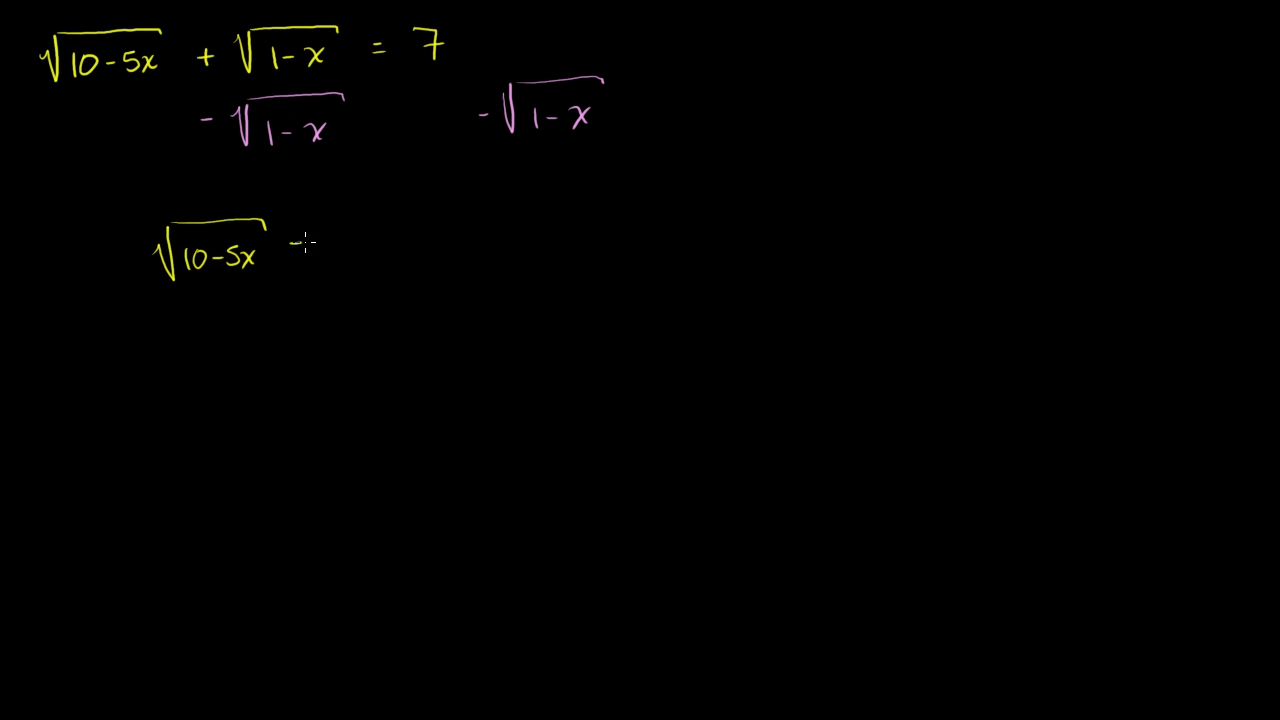 √(10-5x) + √(1-x) = 7
- √(1-x) - √(1-x)
√(10-5x) -